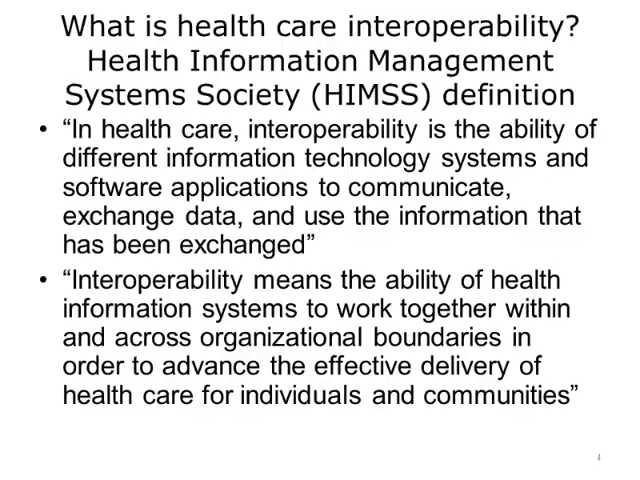 What is health care interoperability?
Health Information Management
Systems Society (HIMSS) definition
• “In health care, interoperability is the ability of
different information technology systems and
software applications to communicate,
exchange data, and use the information that
has been exchanged”
• “Interoperability means the ability of health
information systems to work together within
and across organizational boundaries in
order to advance the effective delivery of
health care for individuals and communities”
4